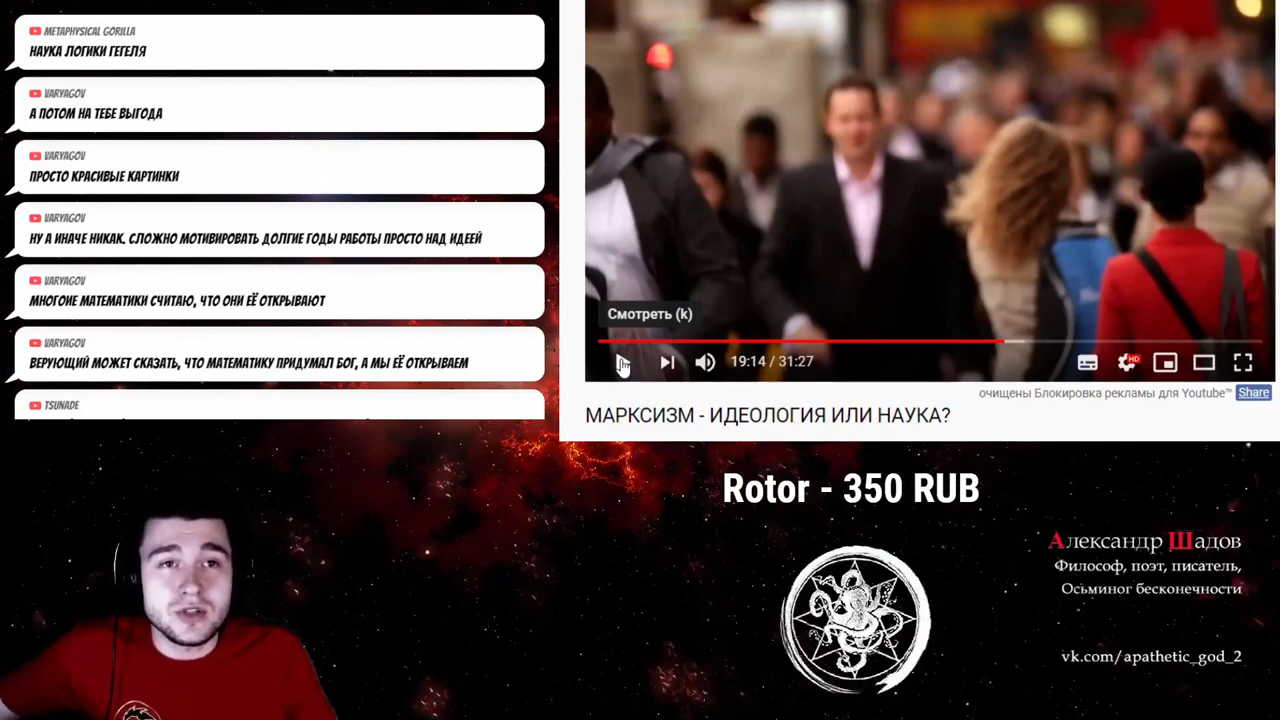 METAPHYSICAL GORILLA
НАУКА ЛОГИКИ ГЕГЕЛЯ
VARYAGOV
А ПОТОМ НА ТЕБЕ ВЫГОДА
VARYAGOV
ПРОСТО КРАСИВЫЕ КАРТИНКИ
VARYAGOV
НУ А ИНАЧЕ НИКАК. СЛОЖНО МОТИВИРОВАТЬ ДОЛГИЕ ГОДЫ РАБОТЫ ПРОСТО НАД ИДЕЕЙ
VARYAGOV
МНОГОИЕ МАТЕМАТИКИ СЧИТАЮ, ЧТО ОНИ ЕЁ ОТКРЫВАЮТ
VARYAGOV
ВЕРУЮЩИЙ МОЖЕТ СКАЗАТЬ, ЧТО МАТЕМАТИКУ ПРИДУМАЛ БОГ, А МЫ ЕЁ ОТКРЫВАЕМ
TSUNADE
Смотреть (k)
19:14 / 31:27
HD
очищены Блокировка рекламы для Youtube™ Share
МАРКСИЗМ - ИДЕОЛОГИЯ ИЛИ НАУКА?
Rotor - 350 RUB
Александр Шадов
Философ, поэт, писатель,
Осьминог бесконечности
vk.com/apathetic_god_2